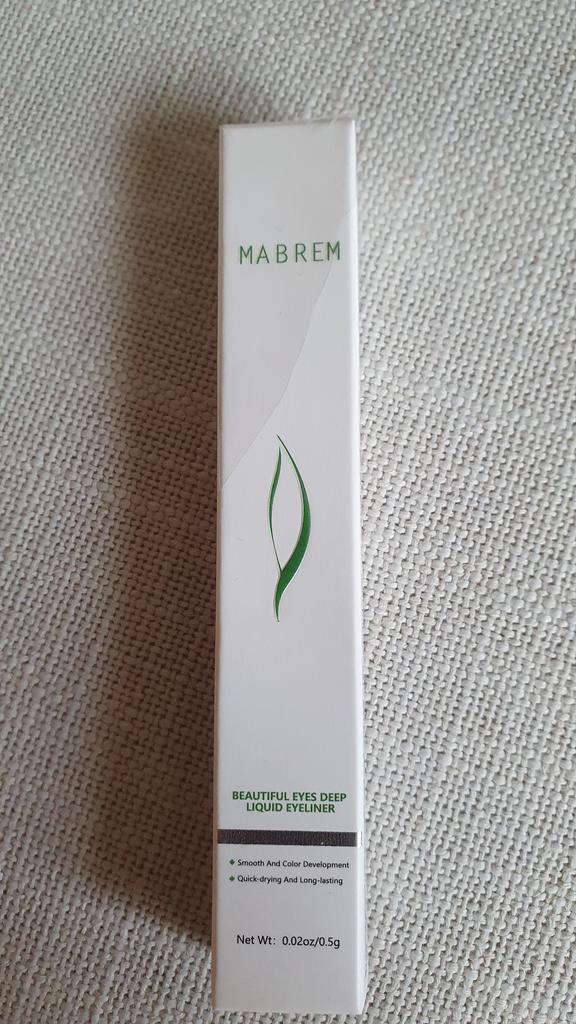 MABREM
BEAUTIFUL EYES DEEP
LIQUID EYELINER
Smooth And Color Development
Quick-drying And Long-lasting
Net Wt: 0.02oz/0.5g